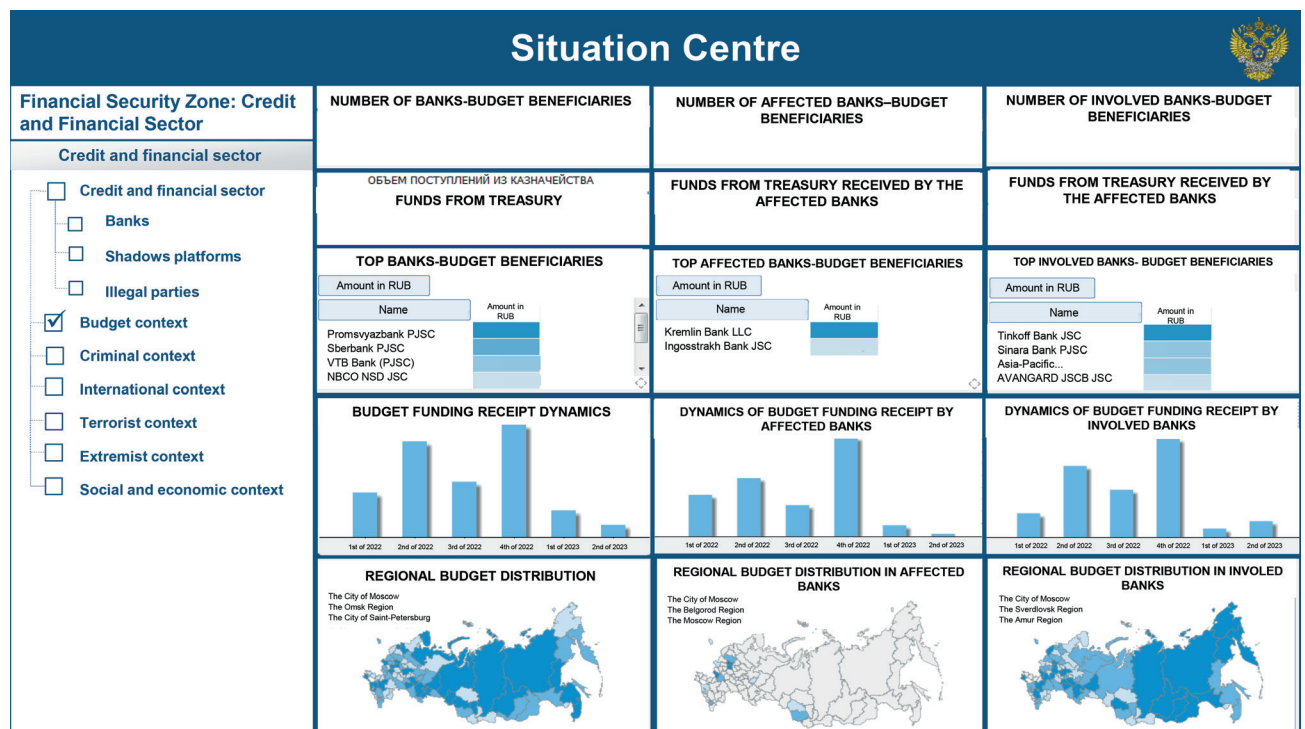 Situation Centre
Financial Security Zone: Credit
and Financial Sector
Credit and financial sector
Credit and financial sector
Banks
Shadows platforms
Illegal parties
Budget context
Criminal context
International context
Terrorist context
Extremist context
Social and economic context
NUMBER OF BANKS-BUDGET BENEFICIARIES
NUMBER OF AFFECTED BANKS–BUDGET
BENEFICIARIES
NUMBER OF INVOLVED BANKS-BUDGET
BENEFICIARIES
ОБЪЕМ ПОСТУПЛЕНИЙ ИЗ КАЗНАЧЕЙСТВА
FUNDS FROM TREASURY
FUNDS FROM TREASURY RECEIVED BY THE
AFFECTED BANKS
FUNDS FROM TREASURY RECEIVED BY
THE AFFECTED BANKS
TOP BANKS-BUDGET BENEFICIARIES
Amount in RUB
Name
Amount in
RUB
Promsvyazbank PJSC
Sberbank PJSC
VTB Bank (PJSC)
NBCO NSD JSC
TOP AFFECTED BANKS-BUDGET BENEFICIARIES
Amount in RUB
Name
Amount in
RUB
Kremlin Bank LLC
Ingosstrakh Bank JSC
TOP INVOLVED BANKS- BUDGET BENEFICIARIES
Amount in RUB
Name
Amount in
RUB
Tinkoff Bank JSC
Sinara Bank PJSC
Asia-Pacific...
AVANGARD JSCB JSC
BUDGET FUNDING RECEIPT DYNAMICS
1st of 2022 2nd of 2022 3rd of 2022 4th of 2022 1st of 2023 2nd of 2023
DYNAMICS OF BUDGET FUNDING RECEIPT BY
AFFECTED BANKS
1st of 2022 2nd of 2022 3rd of 2022 4th of 2022 1st of 2023 2nd of 2023
DYNAMICS OF BUDGET FUNDING RECEIPT BY
INVOLVED BANKS
1st of 2022 2nd of 2022 3rd of 2022 4th of 2022 1st of 2023 2nd of 2023
REGIONAL BUDGET DISTRIBUTION
The City of Moscow
The Omsk Region
The City of Saint-Petersburg
REGIONAL BUDGET DISTRIBUTION IN AFFECTED
BANKS
The City of Moscow
The Belgorod Region
The Moscow Region
REGIONAL BUDGET DISTRIBUTION IN INVOLED
BANKS
The City of Moscow
The Sverdlovsk Region
The Amur Region